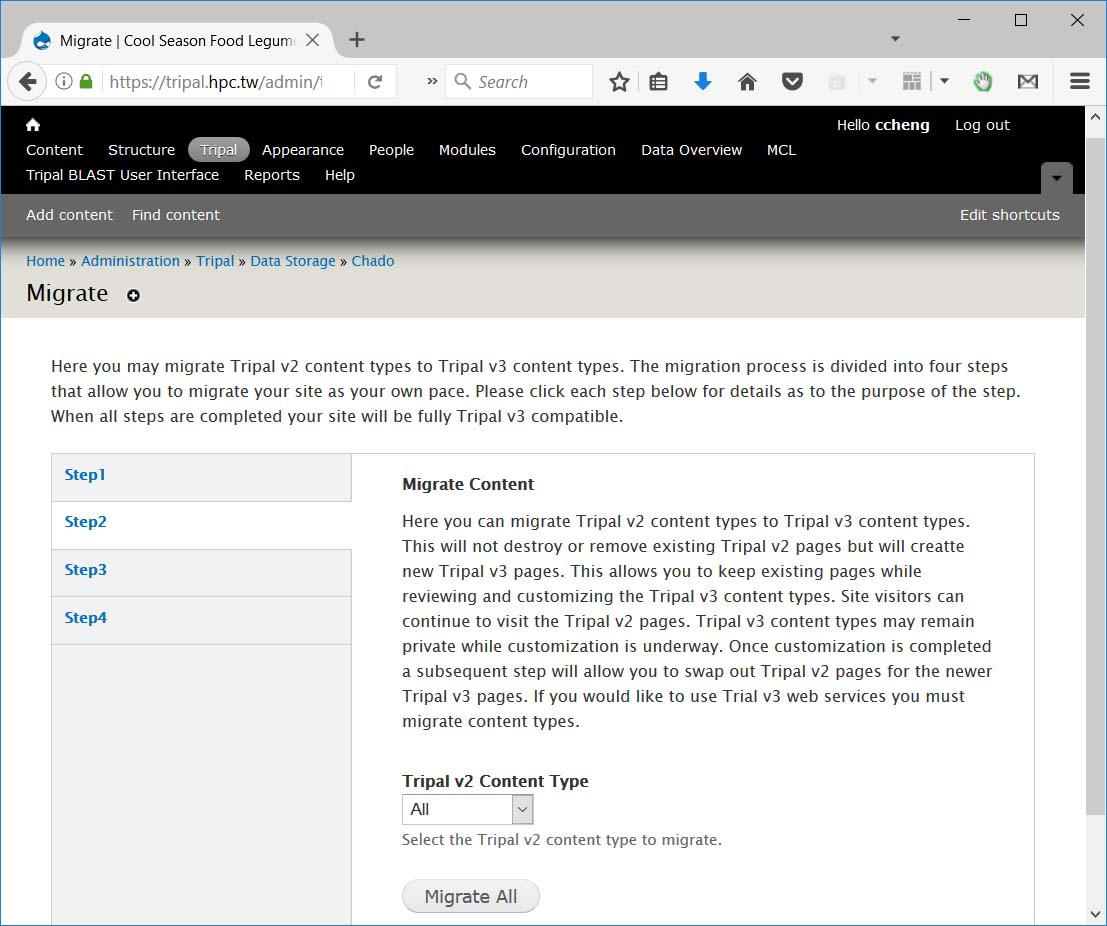 Migrate | Cool Season Food Legum
https://tripal.hpc.tw/admin/t
Search
Hello ccheng Log out
Content Structure Tripal Appearance People Modules Configuration Data Overview MCL
Tripal BLAST User Interface Reports Help
Add content Find content Edit shortcuts
Home » Administration » Tripal » Data Storage » Chado
Migrate
Here you may migrate Tripal v2 content types to Tripal v3 content types. The migration process is divided into four steps
that allow you to migrate your site as your own pace. Please click each step below for details as to the purpose of the step.
When all steps are completed your site will be fully Tripal v3 compatible.
Step1
Step2
Step3
Step4
Migrate Content
Here you can migrate Tripal v2 content types to Tripal v3 content types.
This will not destroy or remove existing Tripal v2 pages but will creatte
new Tripal v3 pages. This allows you to keep existing pages while
reviewing and customizing the Tripal v3 content types. Site visitors can
continue to visit the Tripal v2 pages. Tripal v3 content types may remain
private while customization is underway. Once customization is completed
a subsequent step will allow you to swap out Tripal v2 pages for the newer
Tripal v3 pages. If you would like to use Trial v3 web services you must
migrate content types.
Tripal v2 Content Type
All
Select the Tripal v2 content type to migrate.
Migrate All